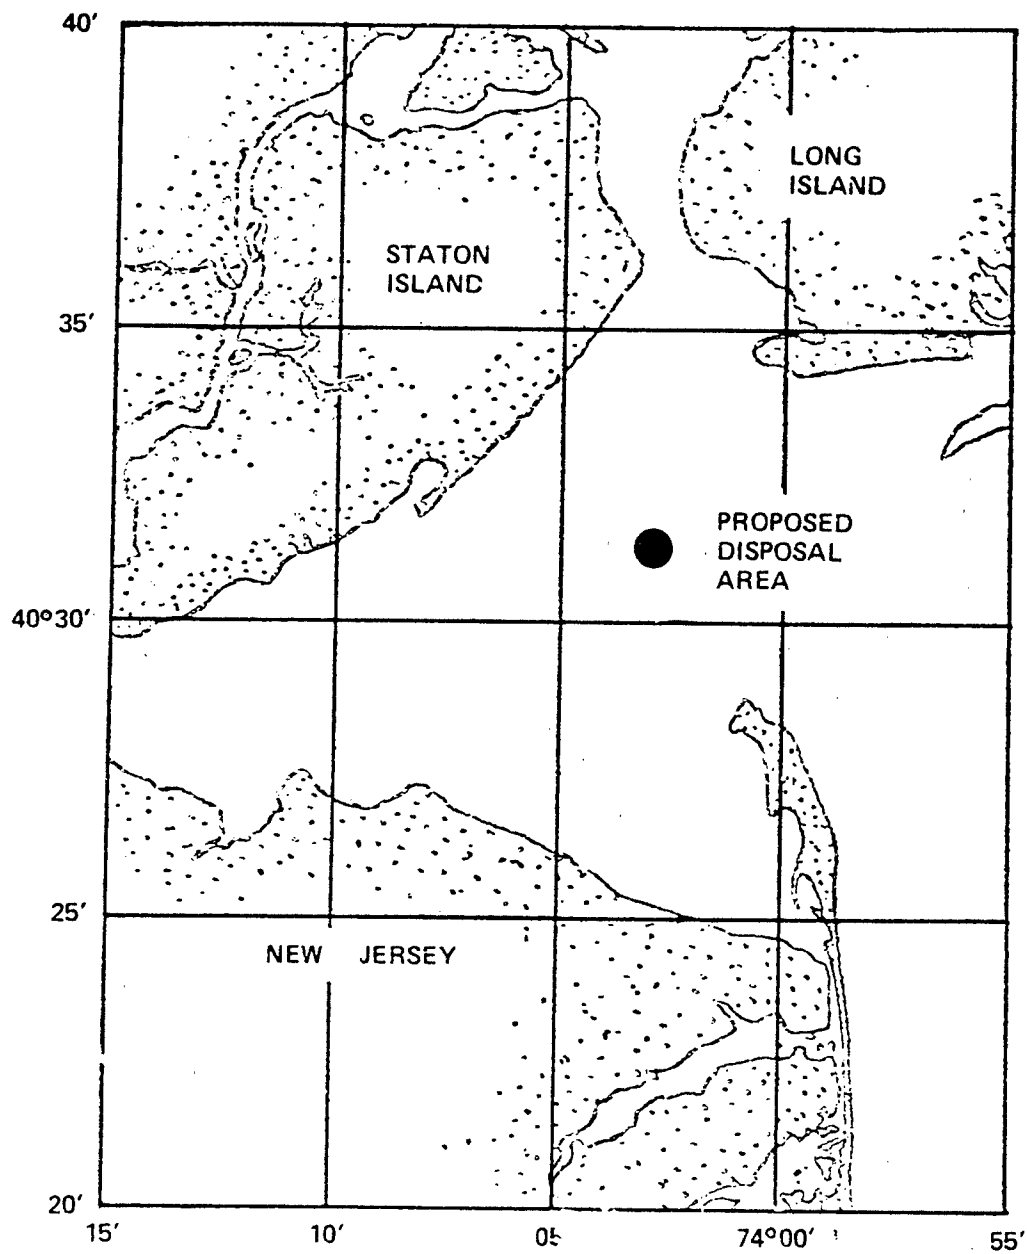 40′
LONG
ISLAND
STATON
ISLAND
35′
PROPOSED
DISPOSAL
AREA
40°30′
25′
NEW JERSEY
20′
15′
10′
05′
74°00′
55′